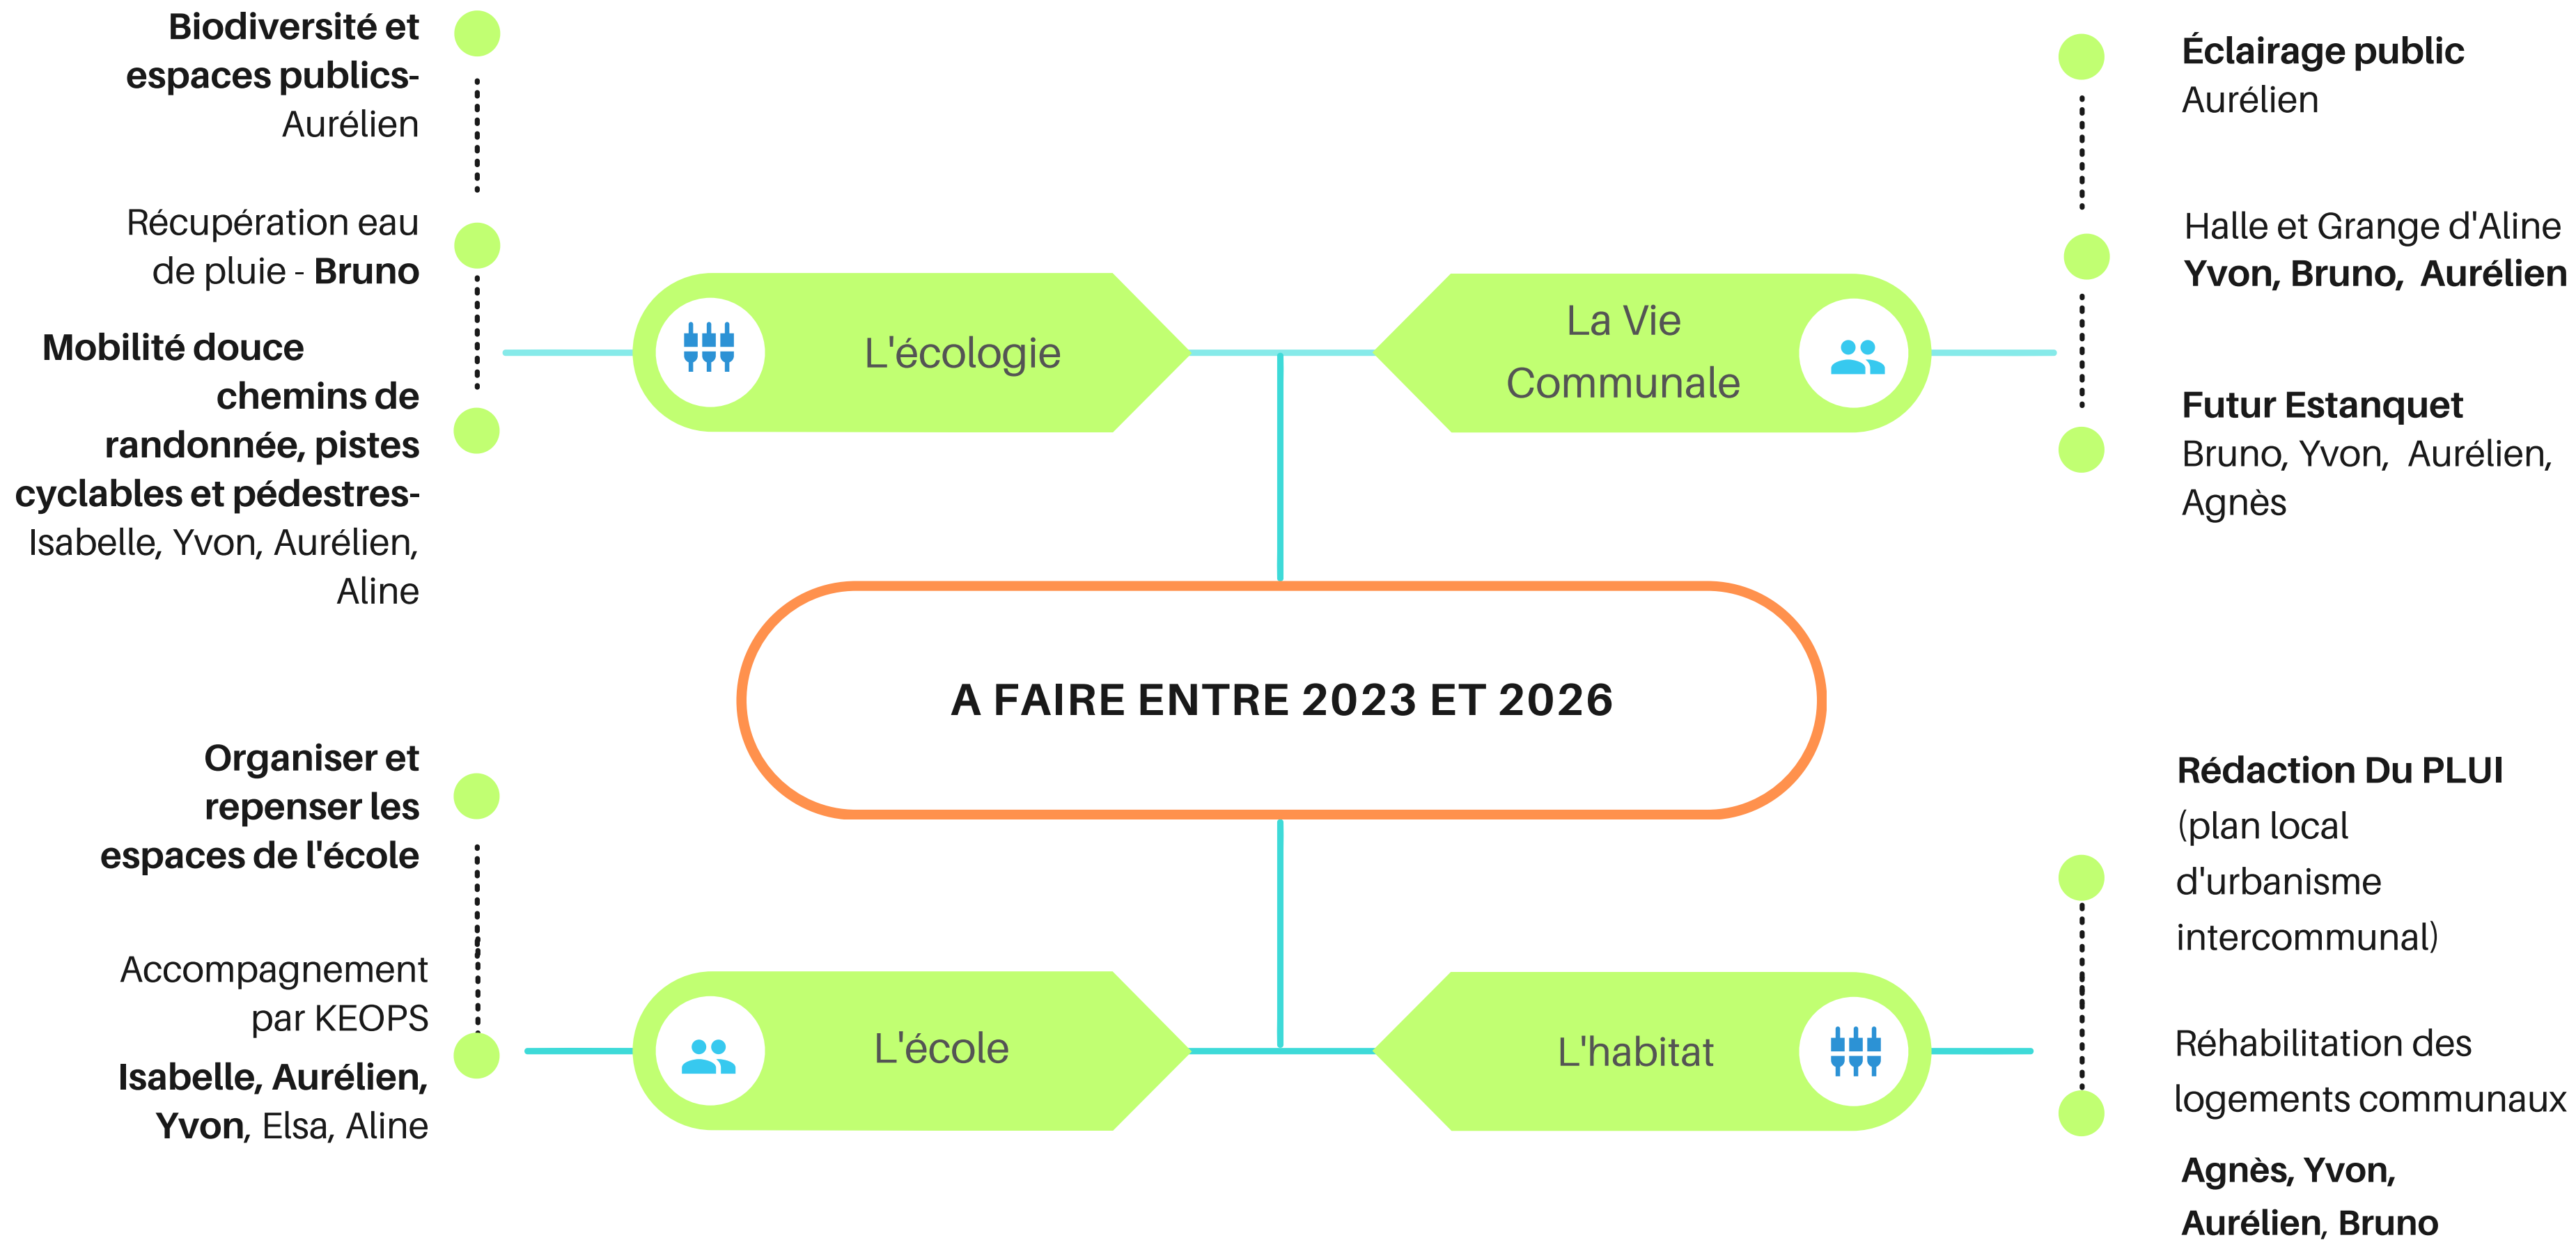 Biodiversité et
espaces publics-
Aurélien
Récupération eau
de pluie - Bruno
Mobilité douce
chemins de
randonnée, pistes
cyclables et pédestres-
Isabelle, Yvon, Aurélien,
Aline
L'écologie
La Vie
Communale
Éclairage public
Aurélien
Halle et Grange d'Aline
Yvon, Bruno, Aurélien
Futur Estanquet
Bruno, Yvon, Aurélien,
Agnès
A FAIRE ENTRE 2023 ET 2026
Organiser et
repenser les
espaces de l'école
Accompagnement
par KEOPS
Isabelle, Aurélien,
Yvon, Elsa, Aline
L'école
L'habitat
Rédaction Du PLUI
(plan local
d'urbanisme
intercommunal)
Réhabilitation des
logements communaux
Agnès, Yvon,
Aurélien, Bruno